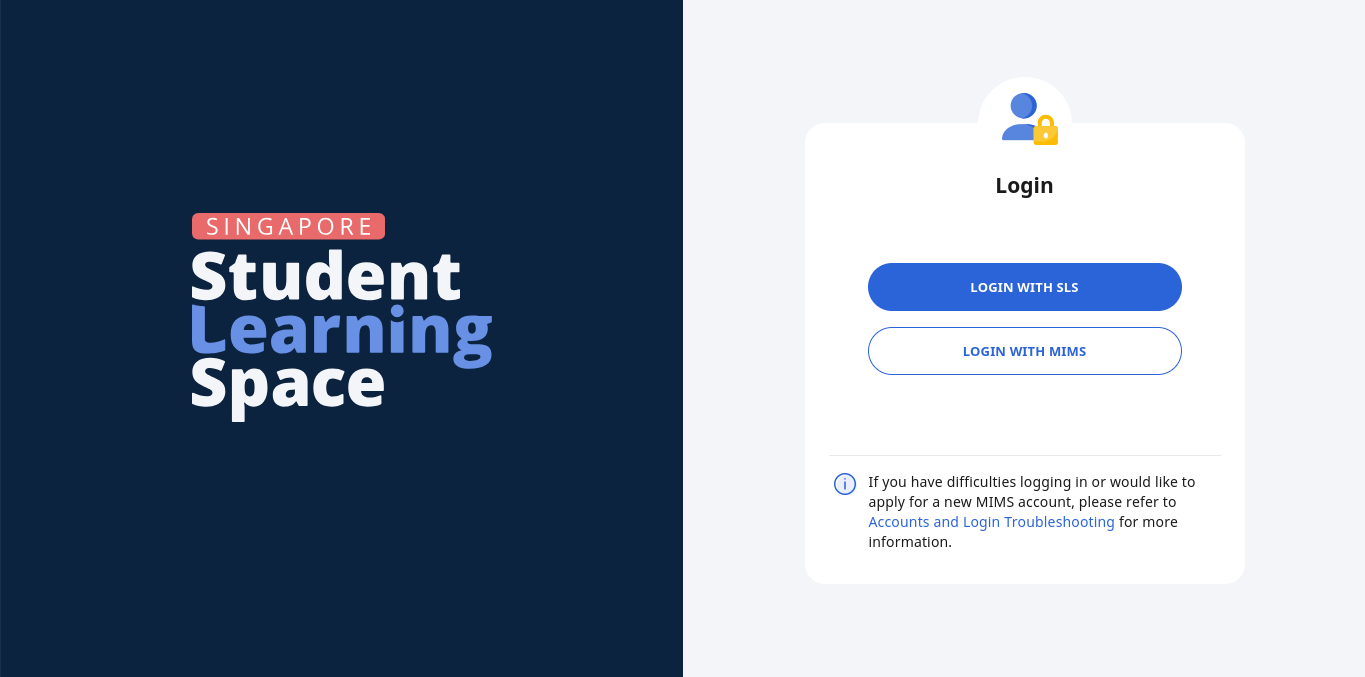 SINGAPORE
Student
Learning
Space
Login
LOGIN WITH SLS
LOGIN WITH MIMS
If you have difficulties logging in or would like to
apply for a new MIMS account, please refer to
Accounts and Login Troubleshooting for more
information.